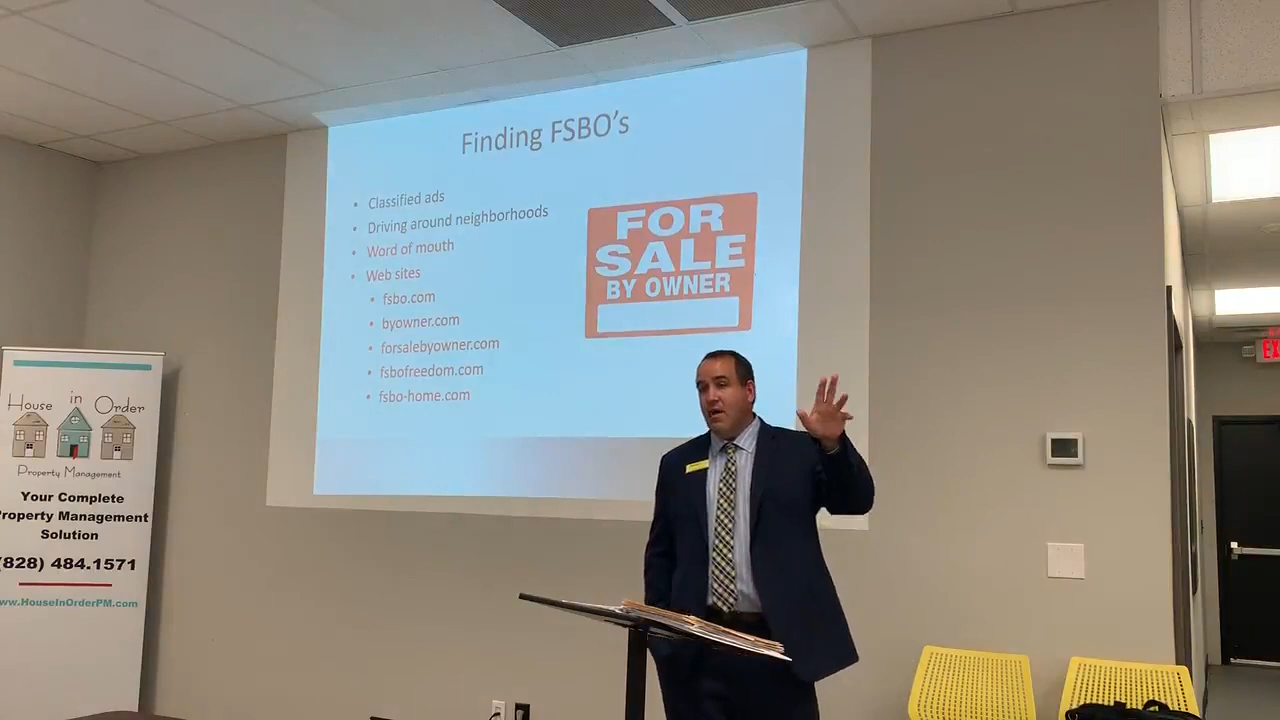 Finding FSBO's
• Classified ads
• Driving around neighborhoods
• Word of mouth
• Web sites
• fsbo.com
• byowner.com
• forsalebyowner.com
• fsbofreedom.com
• fsbo-home.com
FOR
SALE
BY OWNER
House in Order
Property Management
Your Complete
Property Management
Solution
(828) 484.1571
www.HouseInOrderPM.com
EX